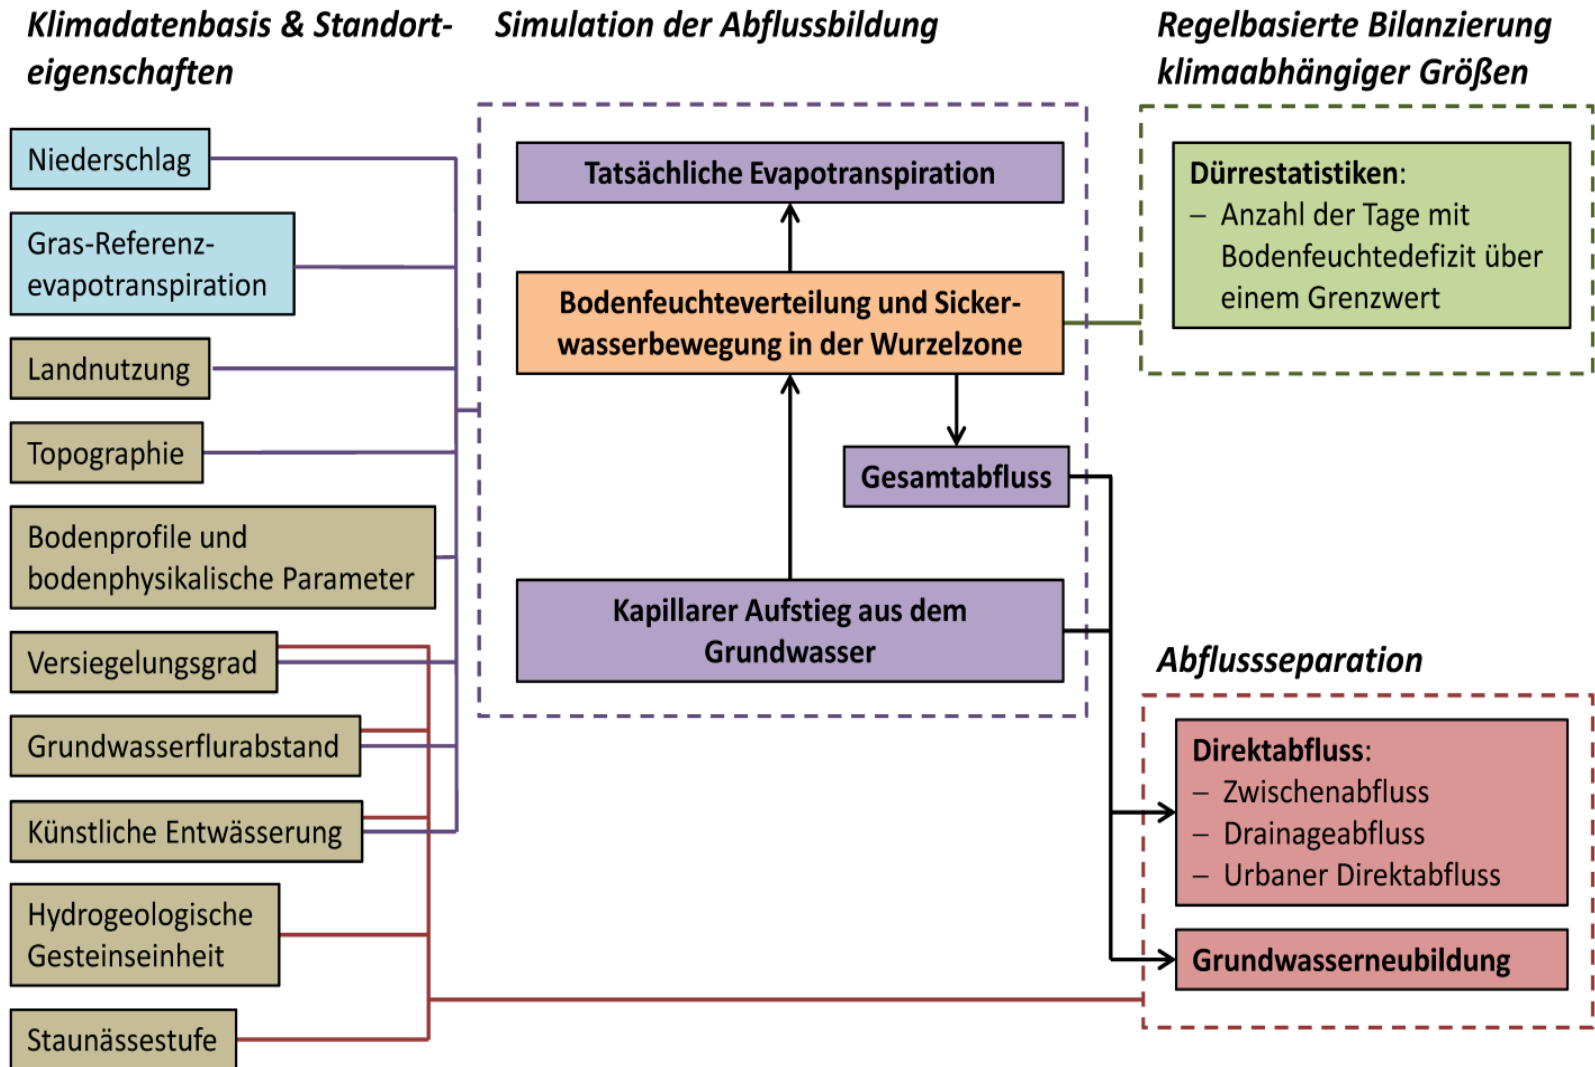 Klimadatenbasis & Standort-
eigenschaften
Niederschlag
Gras-Referenz-
evapotranspiration
Landnutzung
Topographie
Bodenprofile und
bodenphysikalische Parameter
Versiegelungsgrad
Grundwasserflurabstand
Künstliche Entwässerung
Hydrogeologische
Gesteinseinheit
Staunässestufe
Simulation der Abflussbildung
Tatsächliche Evapotranspiration
Bodenfeuchteverteilung und Sicker-
wasserbewegung in der Wurzelzone
Gesamtabfluss
Kapillarer Aufstieg aus dem
Grundwasser
Regelbasierte Bilanzierung
klimaabhängiger Größen
Dürrestatistiken:
– Anzahl der Tage mit
Bodenfeuchtedefizit über
einem Grenzwert
Abflussseparation
Direktabfluss:
– Zwischenabfluss
– Drainageabfluss
– Urbaner Direktabfluss
Grundwasserneubildung